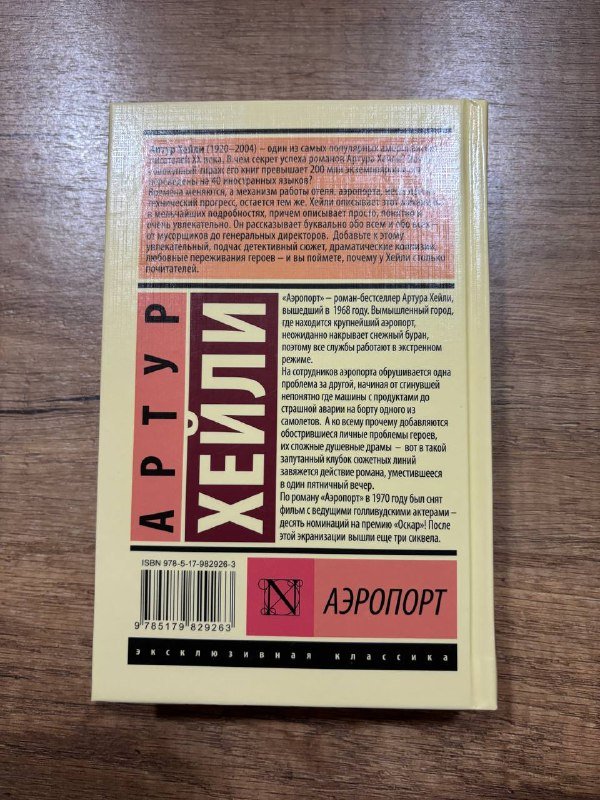 Артур Хейли (1920–2004) – один из самых популярных
писателей XX века. В чем секрет успеха романов Артура Хейли?
тираж его книг превышает 200 млн
переведены на 40 иностранных языков?
Времена меняются, а механизм работы отеля, аэропорта,
технический прогресс, остается тем же. Хейли описывает этот
в мельчайших подробностях, причем описывает просто, понятно и
очень увлекательно. Он рассказывает буквально обо всем и обо всех –
от мусорщиков до генеральных директоров. Добавьте к этому
увлекательный, подчас детективный сюжет, драматические коллизии,
любовные переживания героев – и вы поймете, почему у Хейли столько
почитателей.
АРТУР
ХЕЙЛИ
«Аэропорт» – роман-бестселлер Артура Хейли,
вышедший в 1968 году. Вымышленный город,
где находится крупнейший аэропорт,
неожиданно накрывает снежный буран,
поэтому все службы работают в экстренном
режиме.
На сотрудников аэропорта обрушивается одна
проблема за другой, начиная от сгинувшей
непонятно где машины с продуктами до
страшной аварии на борту одного из
самолетов. А ко всему прочему добавляются
обострившиеся личные проблемы героев,
их сложные душевные драмы – вот в такой
запутанный клубок сюжетных линий
завяжется действие романа, уместившееся
в один пятничный вечер.
По роману «Аэропорт» в 1970 году был снят
фильм с ведущими голливудскими актерами –
десять номинаций на премию «Оскар»! После
этой экранизации вышли еще три сиквела.
ISBN 978-5-17-982926-3
9 785179 829263
N
АЭРОПОРТ
эксклюзивная классика